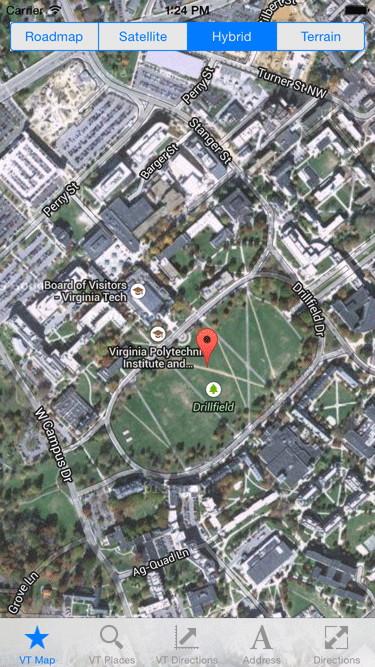 Carrier 1:24 PM
Roadmap Satellite Hybrid Terrain
Turner St NW
Perry St
Stanger St
Barger St
Perry St
Board of Visitors
- Virginia Tech
Drillfield Dr
Virginia Polytechni
Institute and...
Drillfield
W Campus Dr
Ag-Quad Ln
Grove Ln
VT Map VT Places VT Directions Address Directions